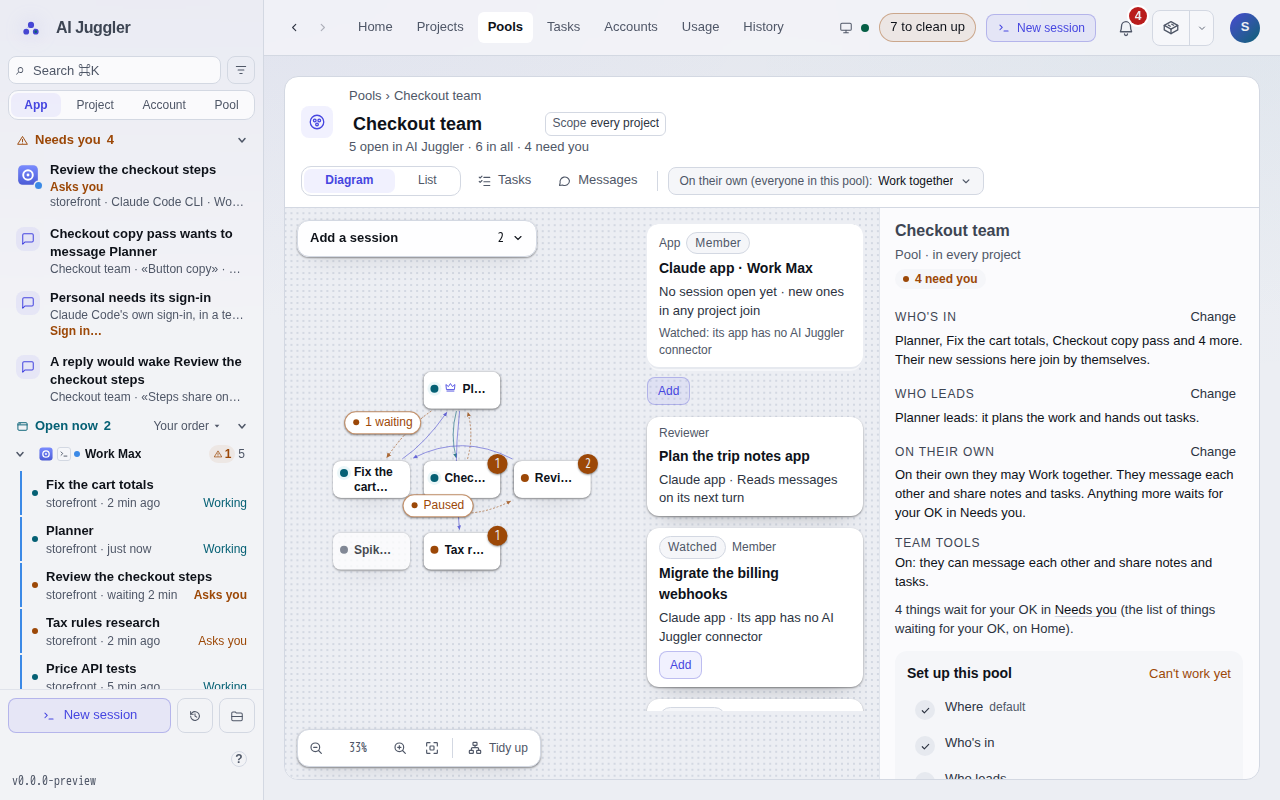 AI Juggler
Search ⌘K
App
Project
Account
Pool
Needs you 4
Review the checkout steps
Asks you
storefront · Claude Code CLI · Wo…
Checkout copy pass wants to
message Planner
Checkout team · «Button copy» · …
Personal needs its sign-in
Claude Code's own sign-in, in a te…
Sign in…
A reply would wake Review the
checkout steps
Checkout team · «Steps share on…
Open now 2
Your order
Work Max
1
5
Fix the cart totals
storefront · 2 min ago
Working
Planner
storefront · just now
Working
Review the checkout steps
storefront · waiting 2 min
Asks you
Tax rules research
storefront · 2 min ago
Asks you
Price API tests
storefront · 5 min ago
Working
New session
?
v0.0.0-preview
Home
Projects
Pools
Tasks
Accounts
Usage
History
7 to clean up
New session
4
S
Pools › Checkout team
Checkout team
Scope every project
5 open in AI Juggler · 6 in all · 4 need you
Diagram
List
Tasks
Messages
On their own (everyone in this pool): Work together
Add a session
2
Pl…
1 waiting
Fix the
cart…
Chec…
1
Revi…
2
Paused
Spik…
Tax r…
1
33%
Tidy up
App
Member
Claude app · Work Max
No session open yet · new ones
in any project join
Watched: its app has no AI Juggler
connector
Add
Reviewer
Plan the trip notes app
Claude app · Reads messages
on its next turn
Watched
Member
Migrate the billing
webhooks
Claude app · Its app has no AI
Juggler connector
Add
Checkout team
Pool · in every project
4 need you
WHO'S IN
Change
Planner, Fix the cart totals, Checkout copy pass and 4 more.
Their new sessions here join by themselves.
WHO LEADS
Change
Planner leads: it plans the work and hands out tasks.
ON THEIR OWN
Change
On their own they may Work together. They message each
other and share notes and tasks. Anything more waits for
your OK in Needs you.
TEAM TOOLS
On: they can message each other and share notes and
tasks.
4 things wait for your OK in Needs you (the list of things
waiting for your OK, on Home).
Set up this pool
Can't work yet
Where default
Who's in
Who leads